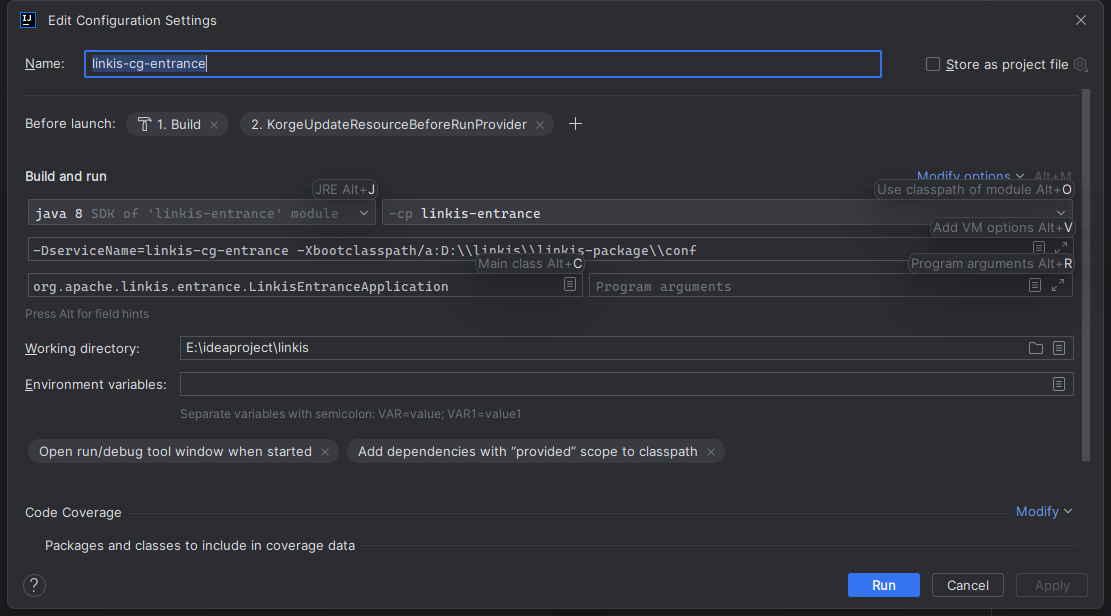 IJ Edit Configuration Settings
Name: linkis-cg-entrance Store as project file
Before launch: 1. Build × 2. KorgeUpdateResourceBeforeRunProvider × +
Build and run Modify options Alt+M
JRE Alt+J Use classpath of module Alt+O
java 8 SDK of 'linkis-entrance' module -cp linkis-entrance
Add VM options Alt+V
-DserviceName=linkis-cg-entrance -Xbootclasspath/a:D:\\linkis\\linkis-package\\conf
Main class Alt+C Program arguments Alt+R
org.apache.linkis.entrance.LinkisEntranceApplication Program arguments
Press Alt for field hints
Working directory: E:\ideaproject\linkis
Environment variables:
Separate variables with semicolon: VAR=value; VAR1=value1
Open run/debug tool window when started × Add dependencies with “provided” scope to classpath ×
Code Coverage Modify
Packages and classes to include in coverage data
? Run Cancel Apply